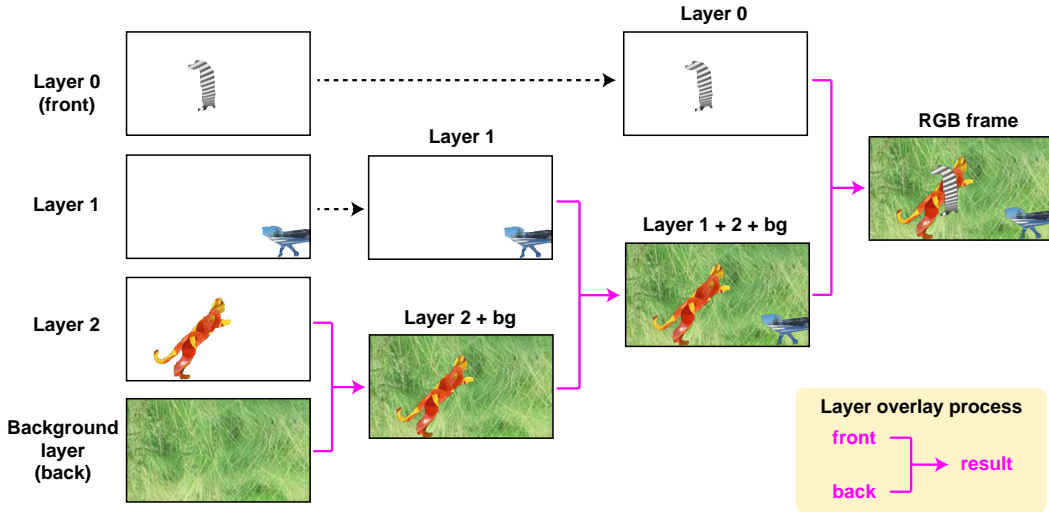 Layer 0
Layer 0
(front)
RGB frame
Layer 1
Layer 1
Layer 1 + 2 + bg
Layer 2
Layer 2 + bg
Background
layer
(back)
Layer overlay process
front
result
back